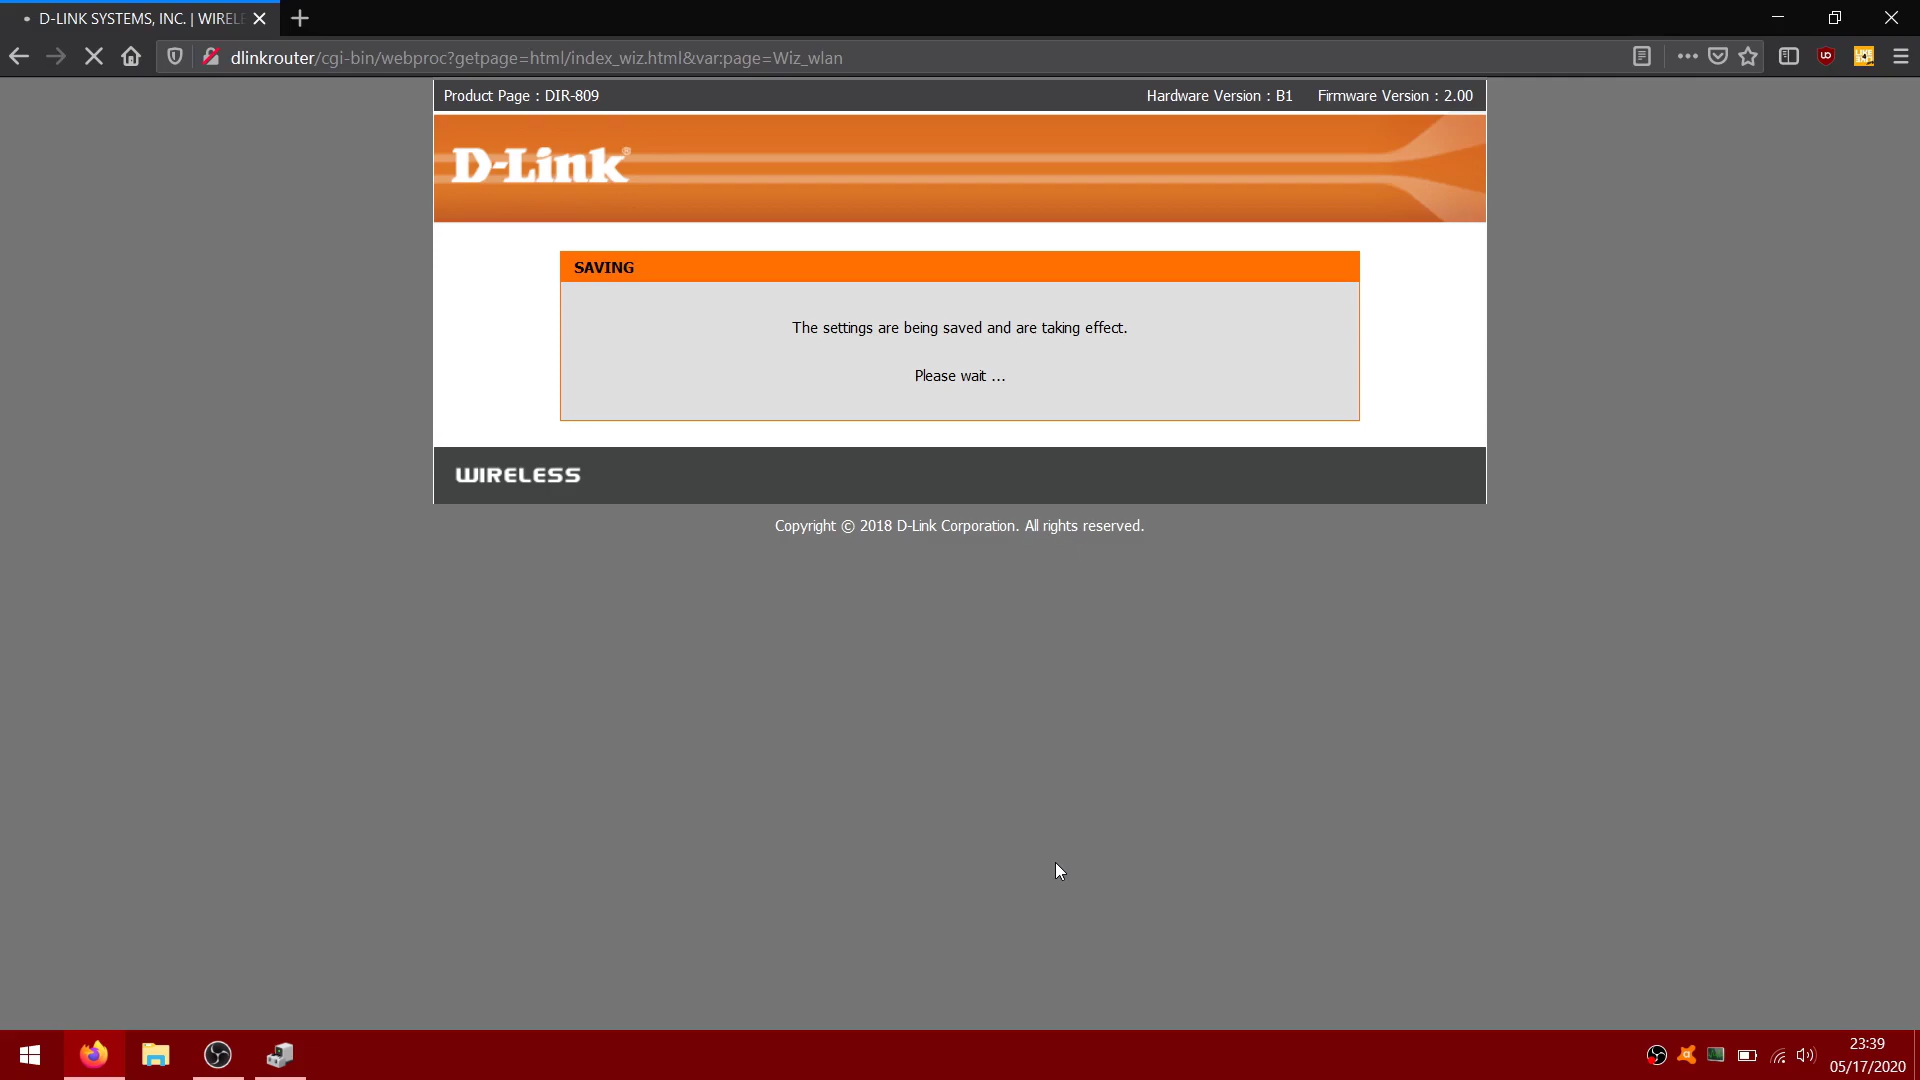 D-LINK SYSTEMS, INC. | WIRELE
dlinkrouter/cgi-bin/webproc?getpage=html/index_wiz.html&var:page=Wiz_wlan
Product Page : DIR-809
Hardware Version : B1
Firmware Version : 2.00
D-Link®
SAVING
The settings are being saved and are taking effect.
Please wait ...
WIRELESS
Copyright © 2018 D-Link Corporation. All rights reserved.
23:39
05/17/2020